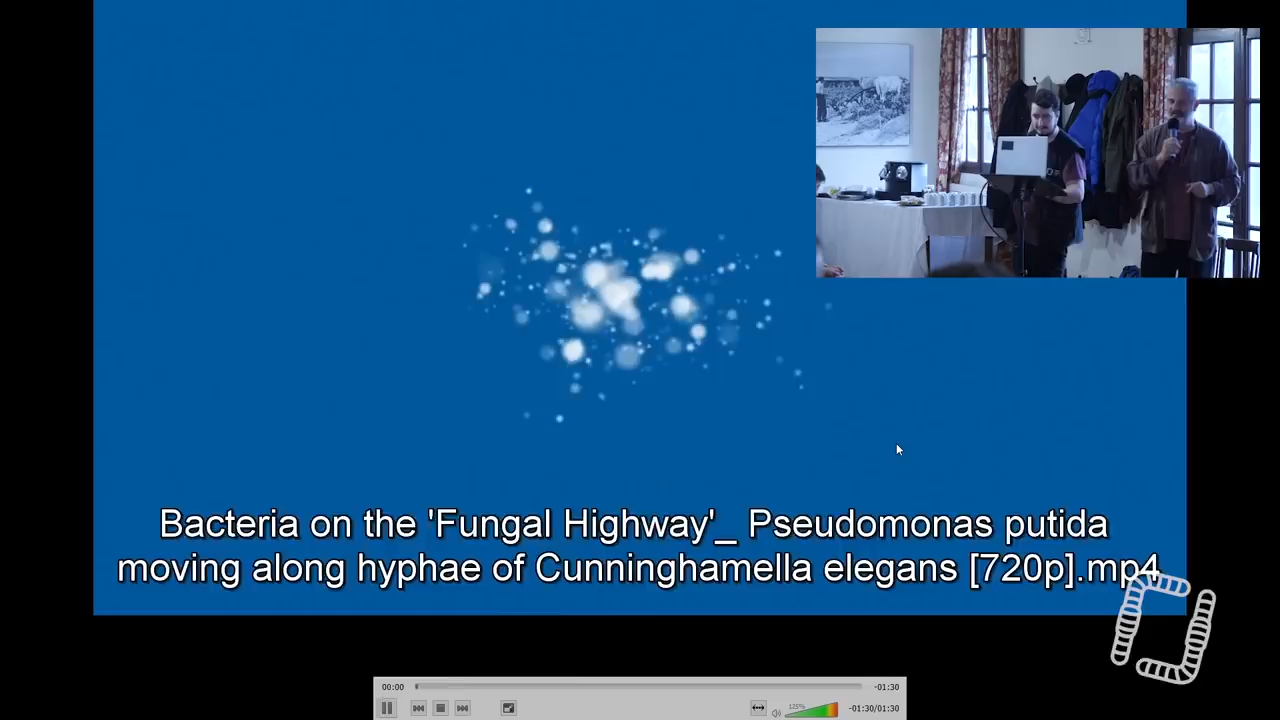 Bacteria on the 'Fungal Highway'_ Pseudomonas putida
moving along hyphae of Cunninghamella elegans [720p].mp4
00:00
-01:30
125%
-01:30/01:30